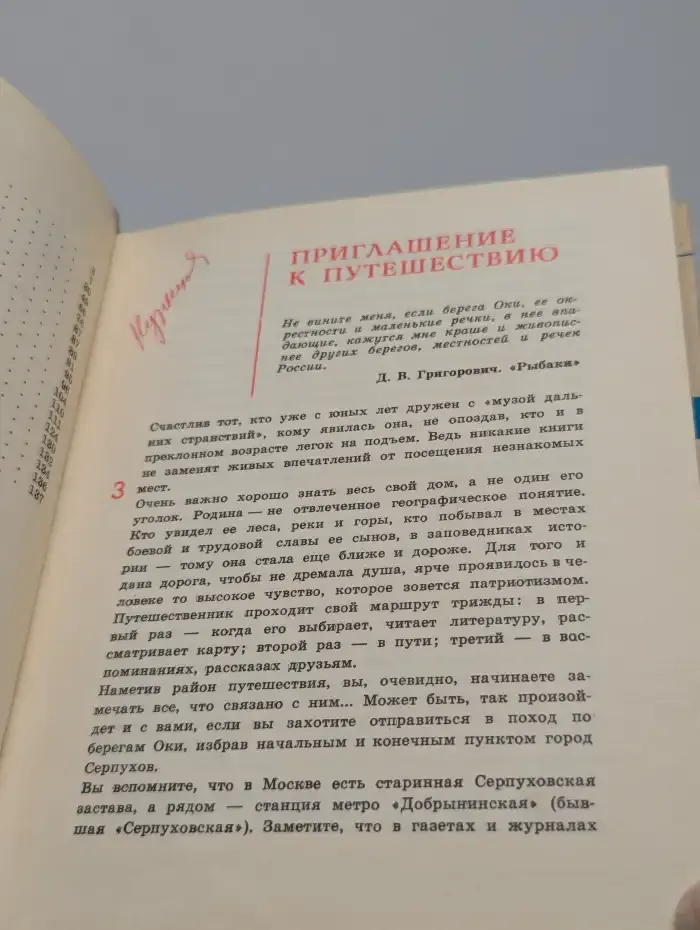 ПРИГЛАШЕНИЕ
К ПУТЕШЕСТВИЮ
Не вините меня, если берега Оки, ее ок-
рестности и маленькие речки, в нее впа-
дающие, кажутся мне краше и живопис-
нее других берегов, местностей и речек
России.
Д. В. Григорович. «Рыбаки»
Счастлив тот, кто уже с юных лет дружен с «музой даль-
них странствий», кому явилась она, не опоздав, кто и в
преклонном возрасте легок на подъем. Ведь никакие книги
не заменят живых впечатлений от посещения незнакомых
мест.
3
Очень важно хорошо знать весь свой дом, а не один его
уголок. Родина — не отвлеченное географическое понятие.
Кто увидел ее леса, реки и горы, кто побывал в местах
боевой и трудовой славы ее сынов, в заповедниках исто-
рии — тому она стала еще ближе и дороже. Для того и
дана дорога, чтобы не дремала душа, ярче проявилось в че-
ловеке то высокое чувство, которое зовется патриотизмом.
Путешественник проходит свой маршрут трижды: в пер-
вый раз — когда его выбирает, читает литературу, рас-
сматривает карту; второй раз — в пути; третий — в вос-
поминаниях, рассказах друзьям.
Наметив район путешествия, вы, очевидно, начинаете за-
мечать все, что связано с ним... Может быть, так произой-
дет и с вами, если вы захотите отправиться в поход по
берегам Оки, избрав начальным и конечным пунктом город
Серпухов.
Вы вспомните, что в Москве есть старинная Серпуховская
застава, а рядом — станция метро «Добрынинская» (быв-
шая «Серпуховская»). Заметите, что в газетах и журналах